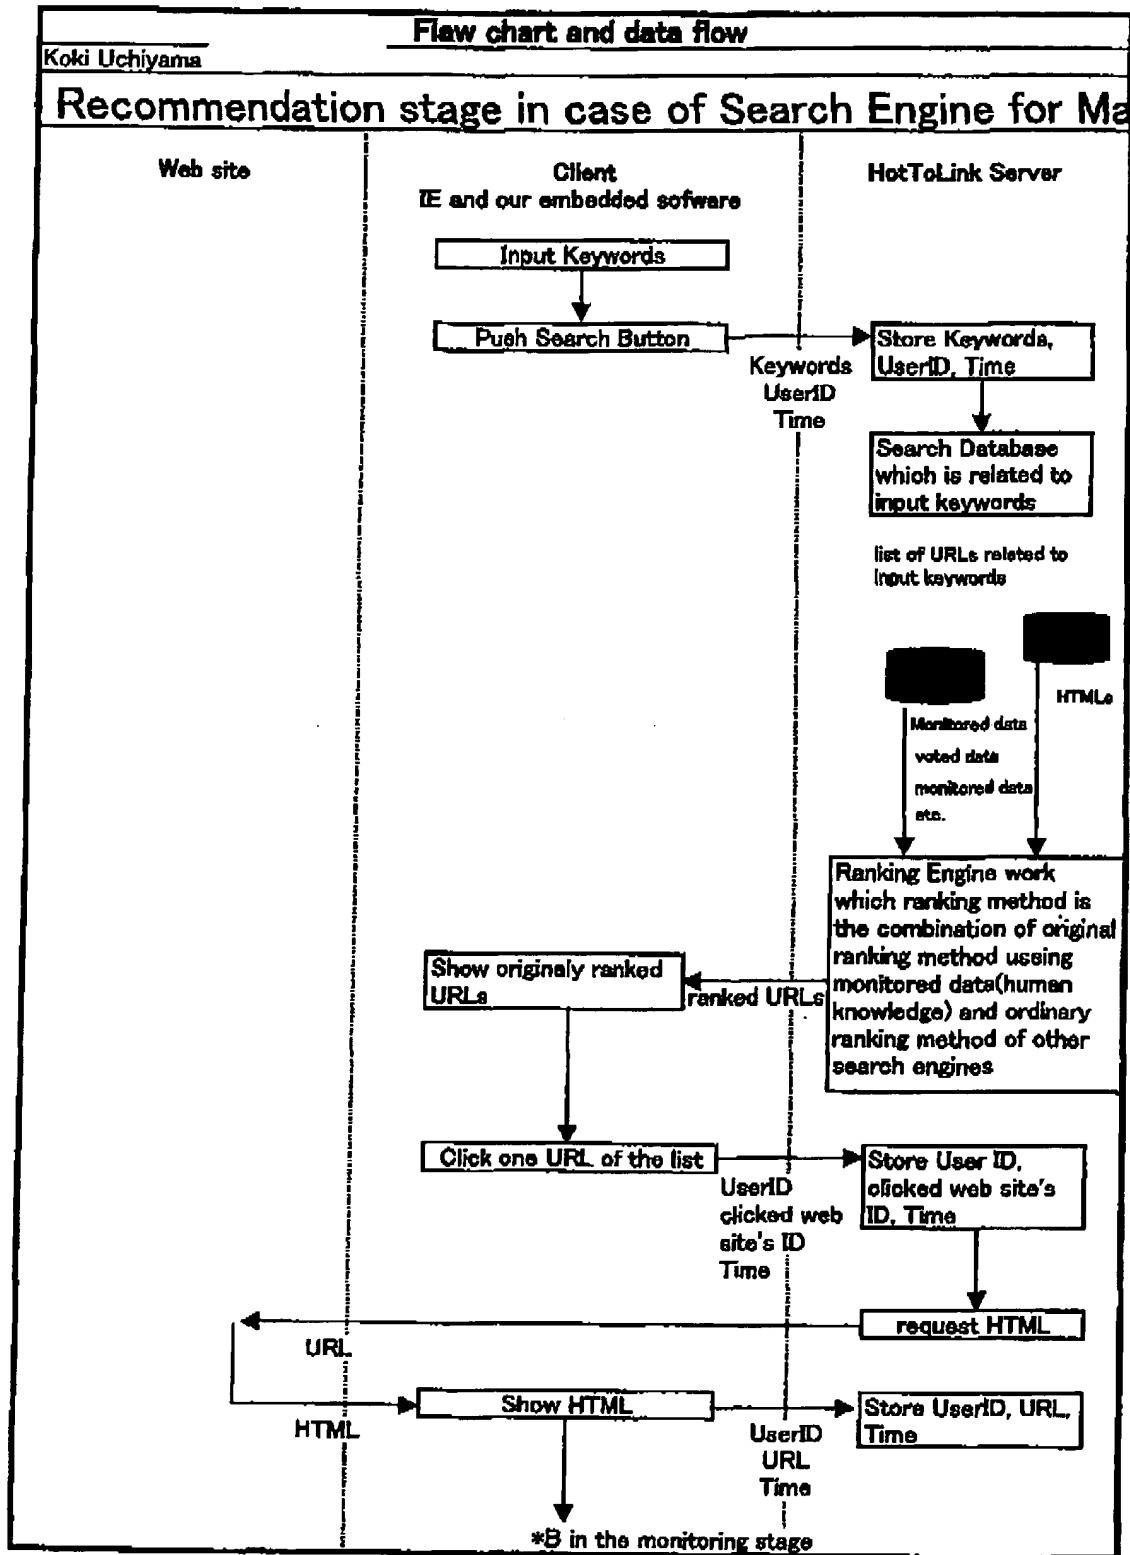 Flaw chart and data flow
Koki Uchiyama
Recommendation stage in case of Search Engine for Ma
Web site
Client
IE and our embedded sofware
HotToLink Server
Input Keywords
Push Search Button
Keywords
UserID
Time
Store Keywords,
UserID, Time
Search Database
which is related to
input keywords
list of URLs related to
input keywords
HTMLs
Monitored data
voted data
monitored data
etc.
Ranking Engine work
which ranking method is
the combination of original
ranking method useing
monitored data(human
knowledge) and ordinary
ranking method of other
search engines
ranked URLs
Show originaly ranked
URLs
Click one URL of the list
UserID
clicked web
site's ID
Time
Store User ID,
clicked web site's
ID, Time
request HTML
URL
HTML
Show HTML
UserID
URL
Time
Store UserID, URL,
Time
*B in the monitoring stage